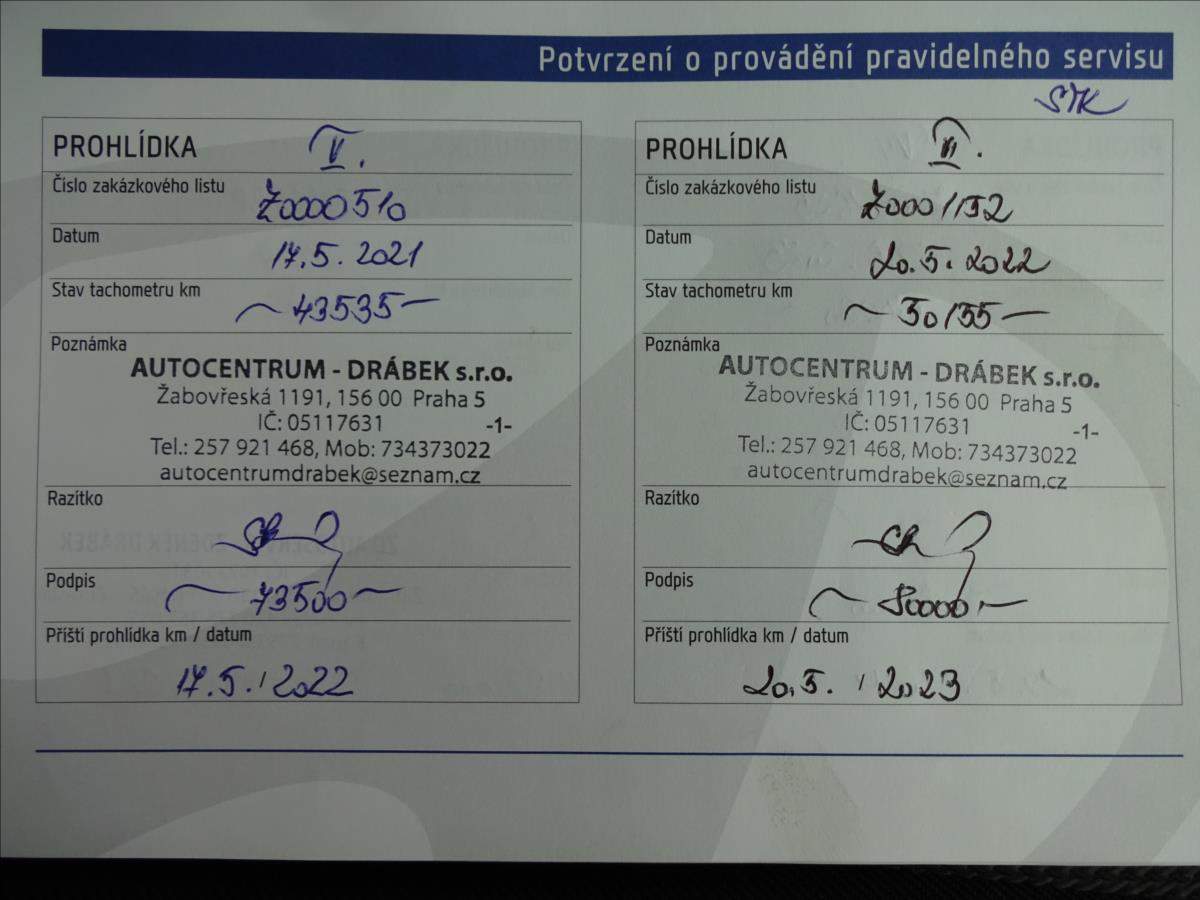 Potvrzení o provádění pravidelného servisu
STK
PROHLÍDKA V.
Číslo zakázkového listu Z0000510
Datum 17.5.2021
Stav tachometru km ~43535-
Poznámka
AUTOCENTRUM - DRÁBEK s.r.o.
Žabovřeská 1191, 156 00 Praha 5
IČ: 05117631 -1-
Tel.: 257 921 468, Mob: 734373022
autocentrumdrabek@seznam.cz
Razítko
Podpis ~73500~
Příští prohlídka km / datum
17.5./2022
PROHLÍDKA VI.
Číslo zakázkového listu Z0001152
Datum 20.5.2022
Stav tachometru km ~50155-
Poznámka
AUTOCENTRUM - DRÁBEK s.r.o.
Žabovřeská 1191, 156 00 Praha 5
IČ: 05117631 -1-
Tel.: 257 921 468, Mob: 734373022
autocentrumdrabek@seznam.cz
Razítko
Podpis ~80000-
Příští prohlídka km / datum
20.5. / 2023